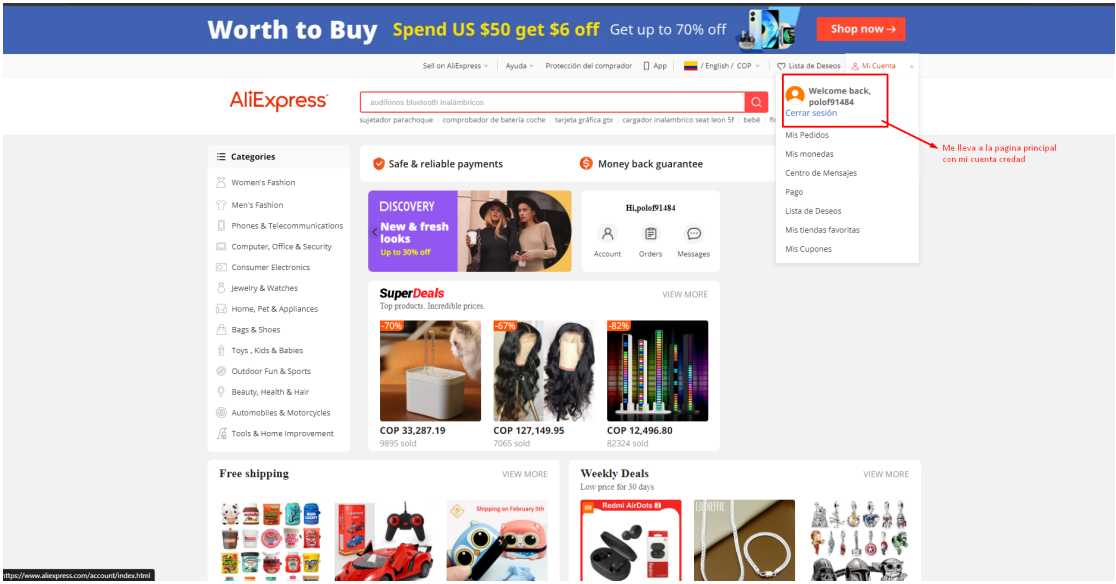 Worth to Buy Spend US $50 get $6 off Get up to 70% off Shop now →
Sell on AliExpress Ayuda Protección del comprador App / English / COP Lista de Deseos Mi Cuenta
AliExpress
audífonos bluetooth inalámbricos
sujetador parachoque comprobador de batería coche tarjeta gráfica gtx cargador inalambrico seat leon 5f bebé
Welcome back,
polof91484
Cerrar sesión
Mis Pedidos
Mis monedas
Centro de Mensajes
Pago
Lista de Deseos
Mis tiendas favoritas
Mis Cupones
Me lleva a la pagina principal
con mi cuenta credad
Categories
Women's Fashion
Men's Fashion
Phones & Telecommunications
Computer, Office & Security
Consumer Electronics
Jewelry & Watches
Home, Pet & Appliances
Bags & Shoes
Toys , Kids & Babies
Outdoor Fun & Sports
Beauty, Health & Hair
Automobiles & Motorcycles
Tools & Home Improvement
Safe & reliable payments
Money back guarantee
DISCOVERY
New & fresh
looks
Up to 30% off
Hi,polof91484
Account Orders Messages
SuperDeals VIEW MORE
Top products. Incredible prices.
-70% -67% -82%
COP 33,287.19 COP 127,149.95 COP 12,496.80
9895 sold 7065 sold 82324 sold
Free shipping VIEW MORE
Shipping on February 5th
Weekly Deals VIEW MORE
Low price for 30 days
Redmi AirDots 2
https://www.aliexpress.com/account/index.html